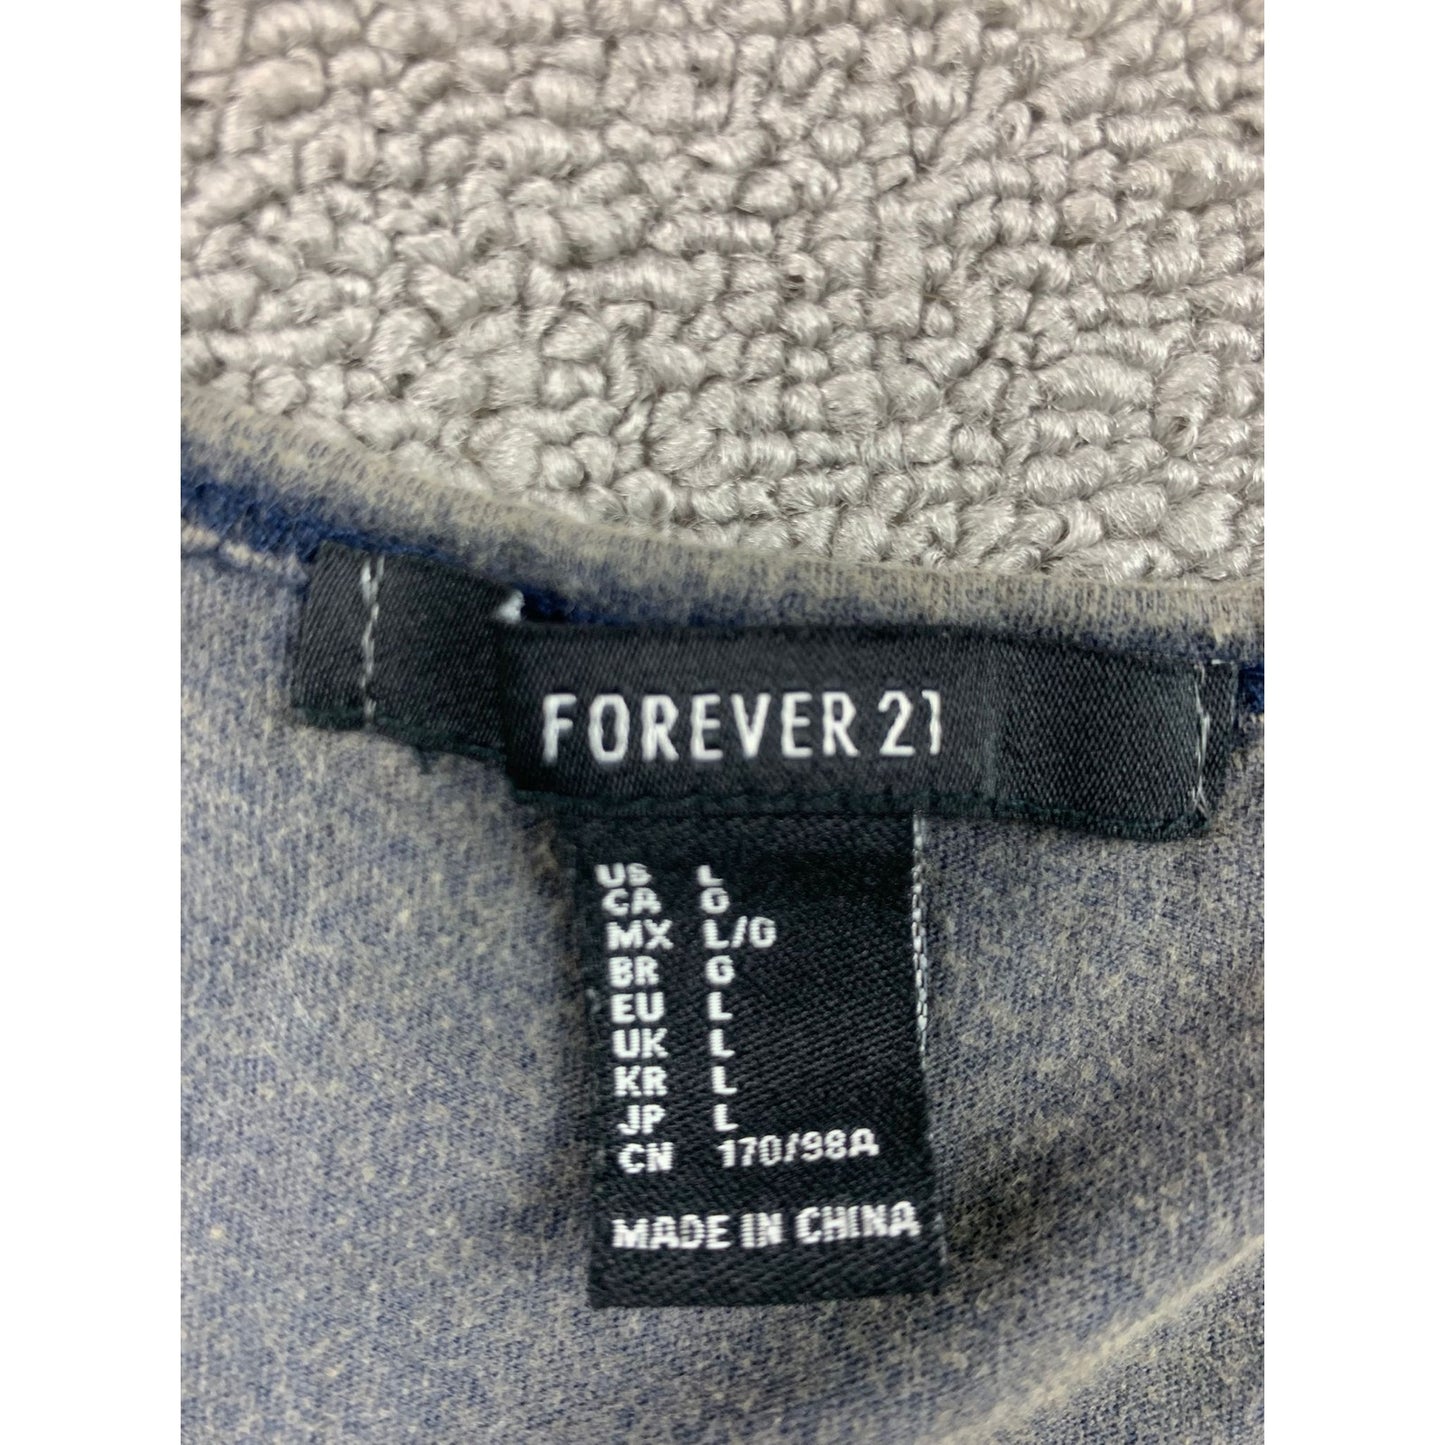 FOREVER 21
US L
CA G
MX L/G
BR G
EU L
UK L
KR L
JP L
CN 170/98A
MADE IN CHINA